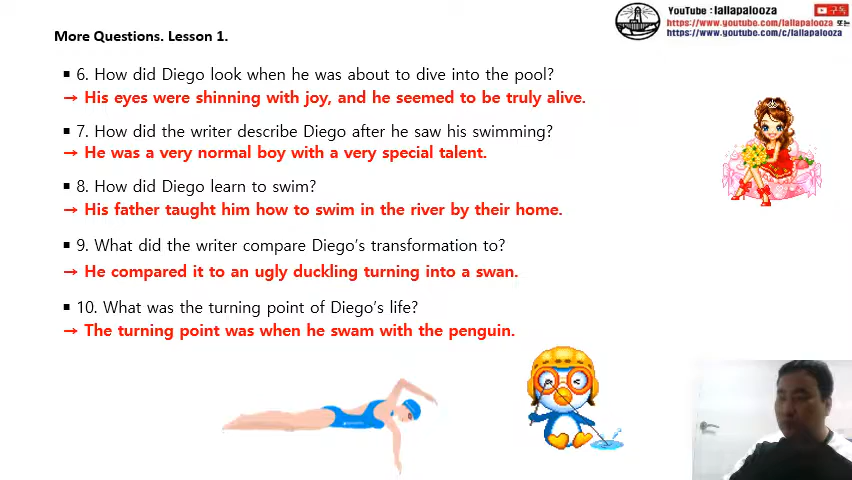 YouTube : lallapalooza 구독
https://www.youtube.com/lallapalooza 또는
https://www.youtube.com/c/lallapalooza
More Questions. Lesson 1.
▪ 6. How did Diego look when he was about to dive into the pool?
→ His eyes were shinning with joy, and he seemed to be truly alive.
▪ 7. How did the writer describe Diego after he saw his swimming?
→ He was a very normal boy with a very special talent.
▪ 8. How did Diego learn to swim?
→ His father taught him how to swim in the river by their home.
▪ 9. What did the writer compare Diego's transformation to?
→ He compared it to an ugly duckling turning into a swan.
▪ 10. What was the turning point of Diego's life?
→ The turning point was when he swam with the penguin.